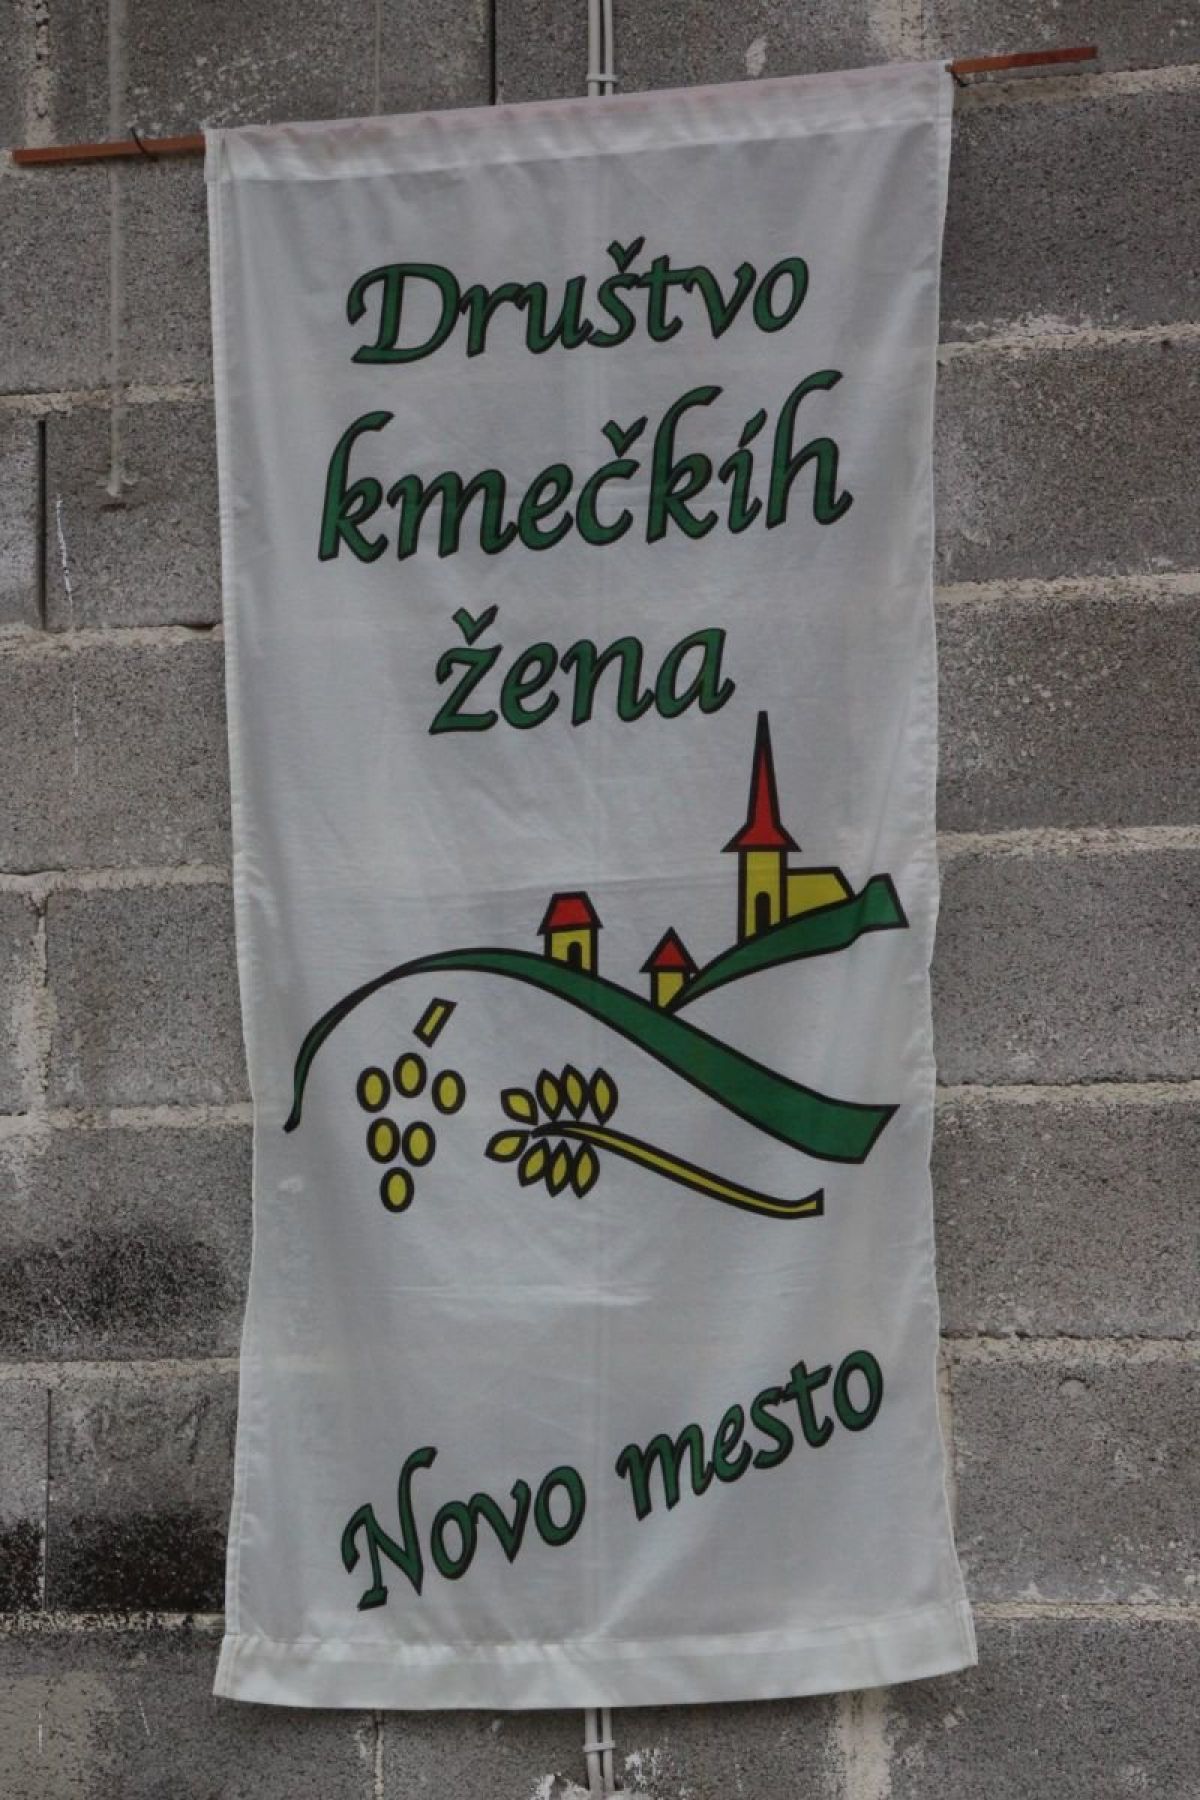 Društvo
kmečkih
žena
Novo mesto